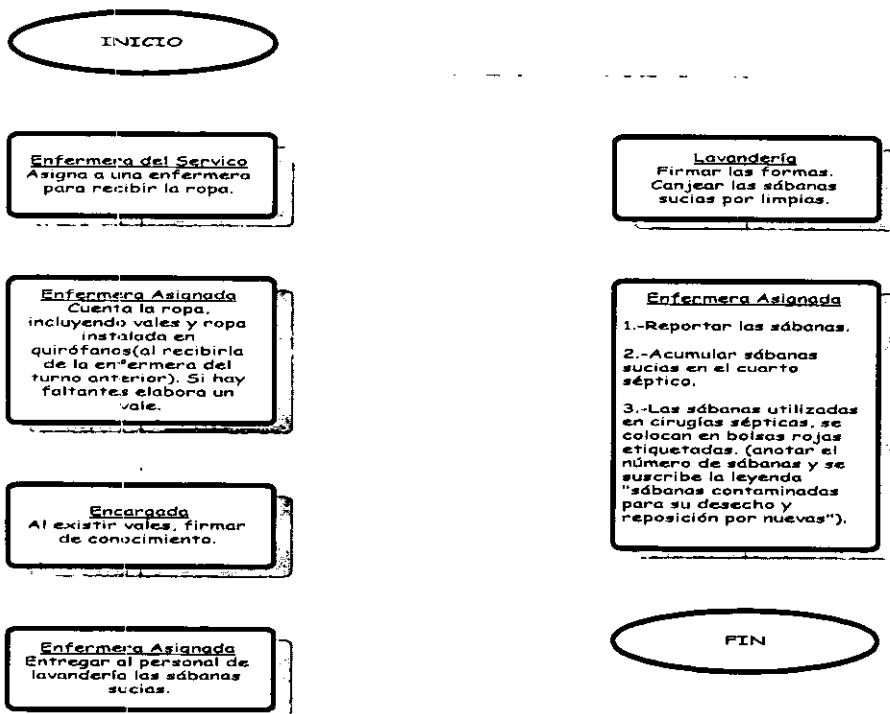 INICIO
Enfermera del Servico
Asigna a una enfermera
para recibir la ropa.
Enfermera Asignada
Cuenta la ropa,
incluyendo vales y ropa
instalada en
quirófanos(al recibirla
de la enfermera del
turno anterior). Si hay
faltantes elabora un
vale.
Encargada
Al existir vales, firmar
de conocimiento.
Enfermera Asignada
Entregar al personal de
lavandería las sábanas
sucias.
Lavandería
Firmar las formas.
Canjear las sábanas
sucias por limpias.
Enfermera Asignada
1.-Reportar las sábanas.
2.-Acumular sábanas
sucias en el cuarto
séptico.
3.-Las sábanas utilizadas
en cirugías sépticas, se
colocan en bolsas rojas
etiquetadas. (anotar el
número de sábanas y se
suscribe la leyenda
"sábanas contaminadas
para su desecho y
reposición por nuevas").
FIN